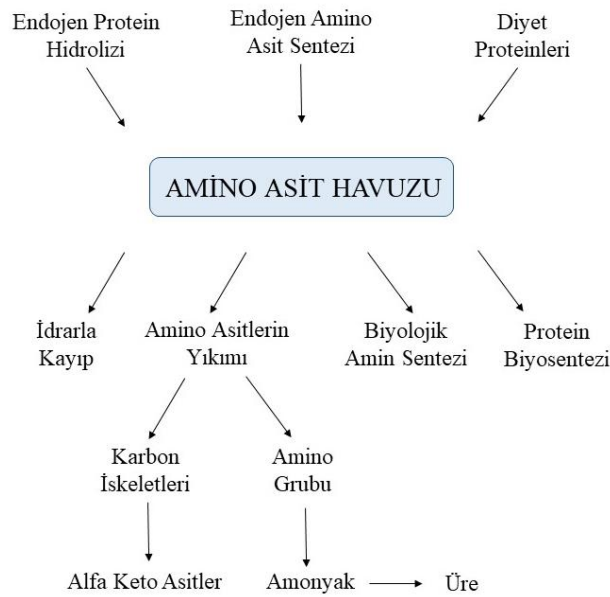 Endojen Protein
Hidrolizi
Endojen Amino
Asit Sentezi
Diyet
Proteinleri
AMİNO ASİT HAVUZU
İdrarla
Kayıp
Amino Asitlerin
Yıkımı
Biyolojik
Amin Sentezi
Protein
Biyosentezi
Karbon
İskeletleri
Amino
Grubu
Alfa Keto Asitler
Amonyak
Üre